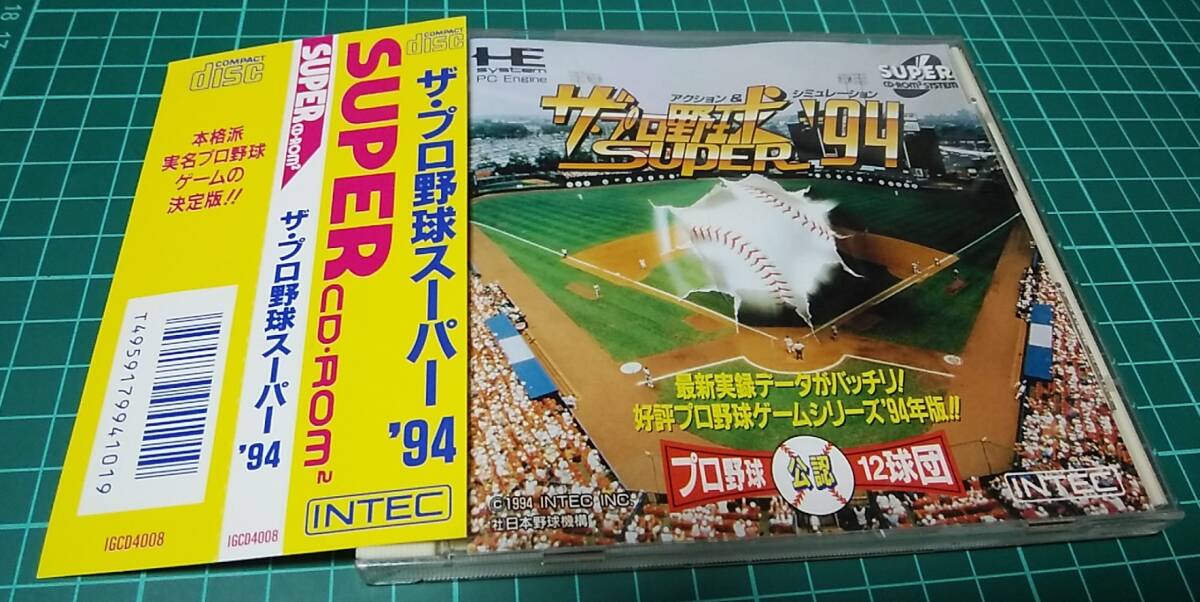 COMPACT
disc
本格派
実名プロ野球
ゲームの
決定版!!
T4959179941019
IGCD4008
SUPER CD-ROM2
ザ・プロ野球スーパー '94
IGCD4008
COMPACT
disc
SUPER CD・ROM2
ザ・プロ野球スーパー '94
INTEC
HE
system
PC Engine
SUPER
CD-ROM2 SYSTEM
アクション& シミュレーション
ザ・プロ野球 '94
SUPER
最新実録データがバッチリ!
好評プロ野球ゲームシリーズ'94年版!!
プロ野球 公認 12球団
©1994 INTEC INC.
社日本野球機構
INTEC
18 17